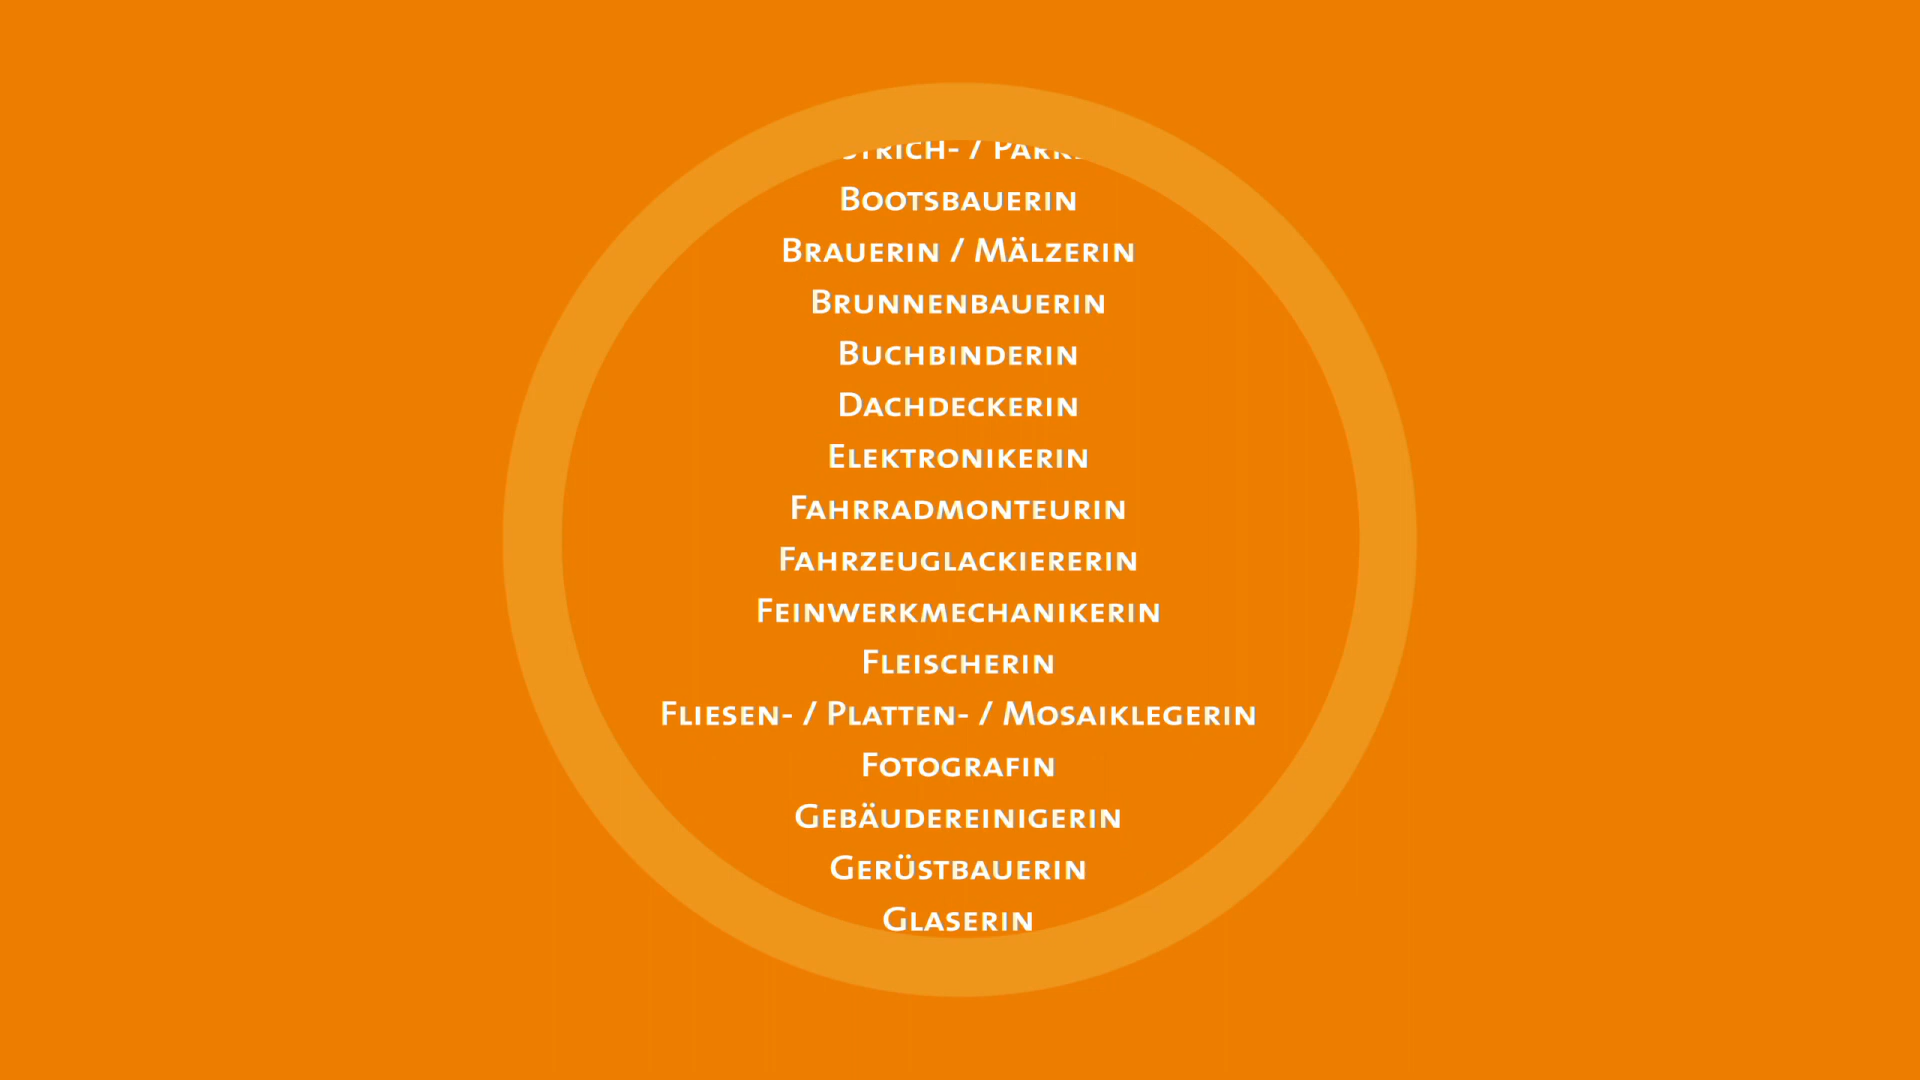 Bootsbauerin
Brauerin / Mälzerin
Brunnenbauerin
Buchbinderin
Dachdeckerin
Elektronikerin
Fahrradmonteurin
Fahrzeuglackiererin
Feinwerkmechanikerin
Fleischerin
Fliesen- / Platten- / Mosaiklegerin
Fotografin
Gebäudereinigerin
Gerüstbauerin
Glaserin